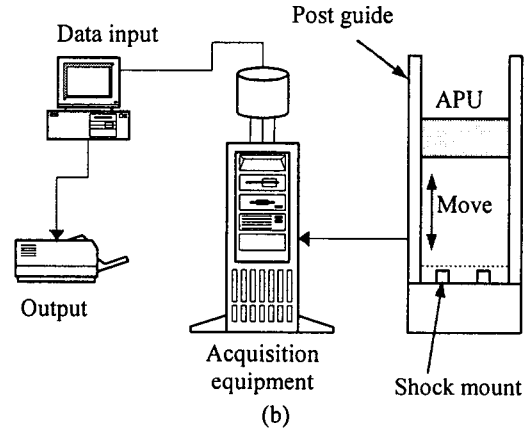 Data input
Post guide
APU
Move
Output
Acquisition
equipment
Shock mount
(b)